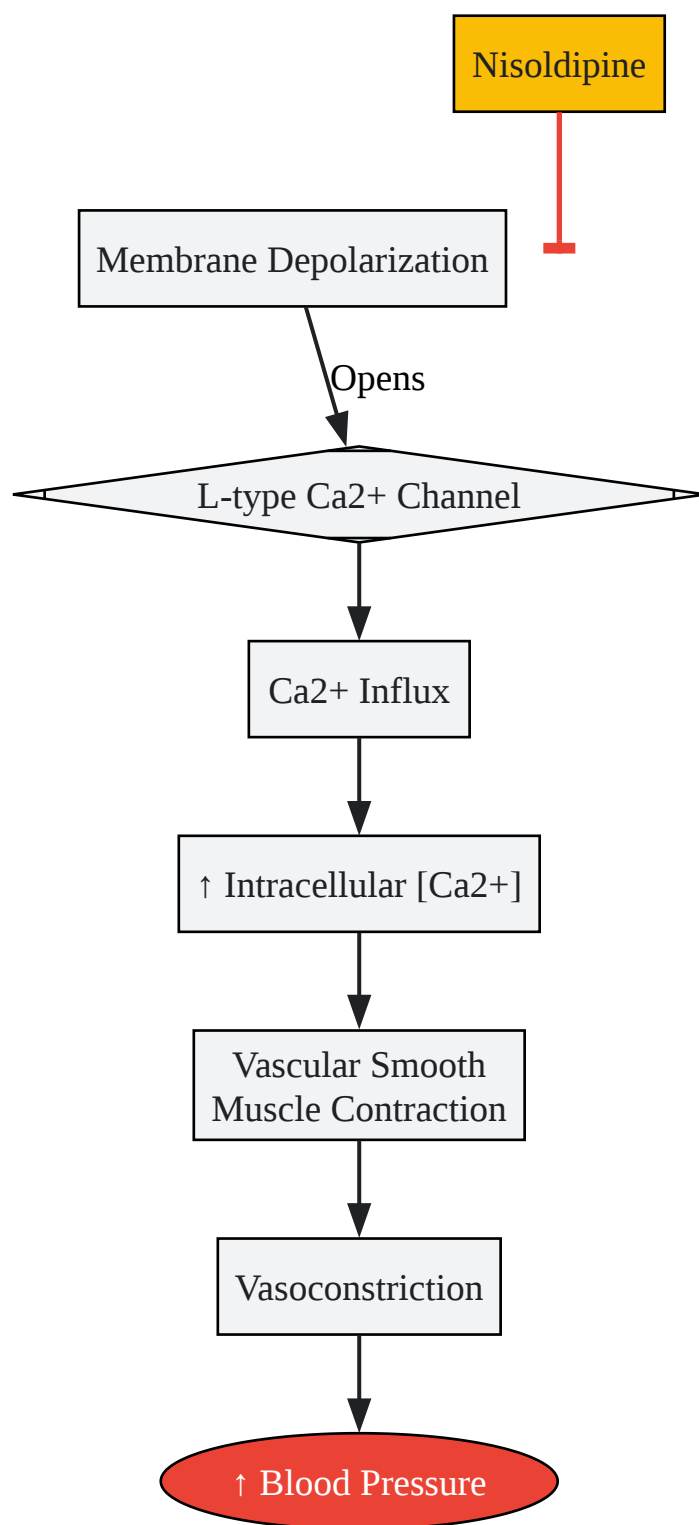 Nisoldipine
Membrane Depolarization
Opens
L-type Ca2+ Channel
Ca2+ Influx
↑ Intracellular [Ca2+]
Vascular Smooth
Muscle Contraction
Vasoconstriction
↑ Blood Pressure